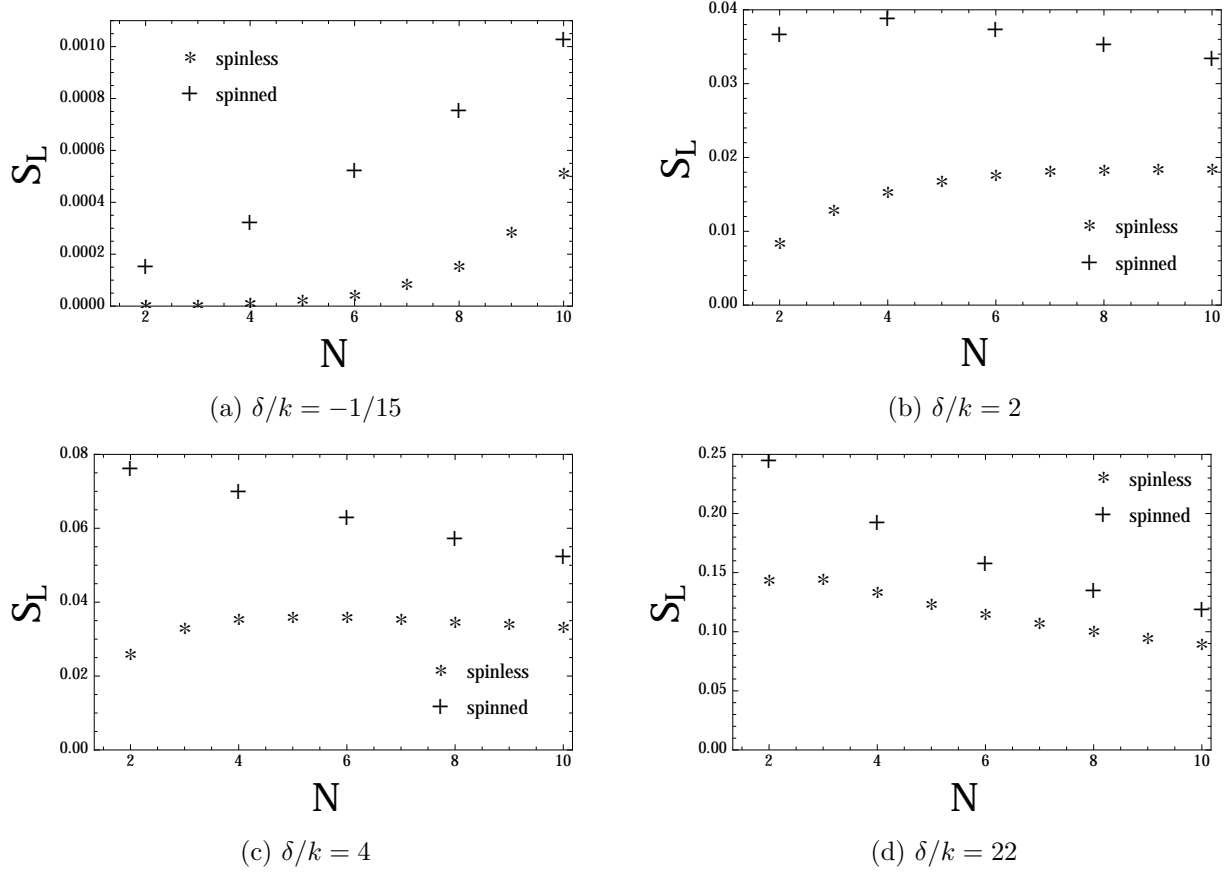 0.0010
0.0008
0.0006
0.0004
0.0002
0.0000
S_L
* spinless
+ spinned
2 4 6 8 10
N
(a) δ/k = −1/15
0.04
0.03
0.02
0.01
0.00
S_L
* spinless
+ spinned
2 4 6 8 10
N
(b) δ/k = 2
0.08
0.06
0.04
0.02
0.00
S_L
* spinless
+ spinned
2 4 6 8 10
N
(c) δ/k = 4
0.25
0.20
0.15
0.10
0.05
0.00
S_L
* spinless
+ spinned
2 4 6 8 10
N
(d) δ/k = 22